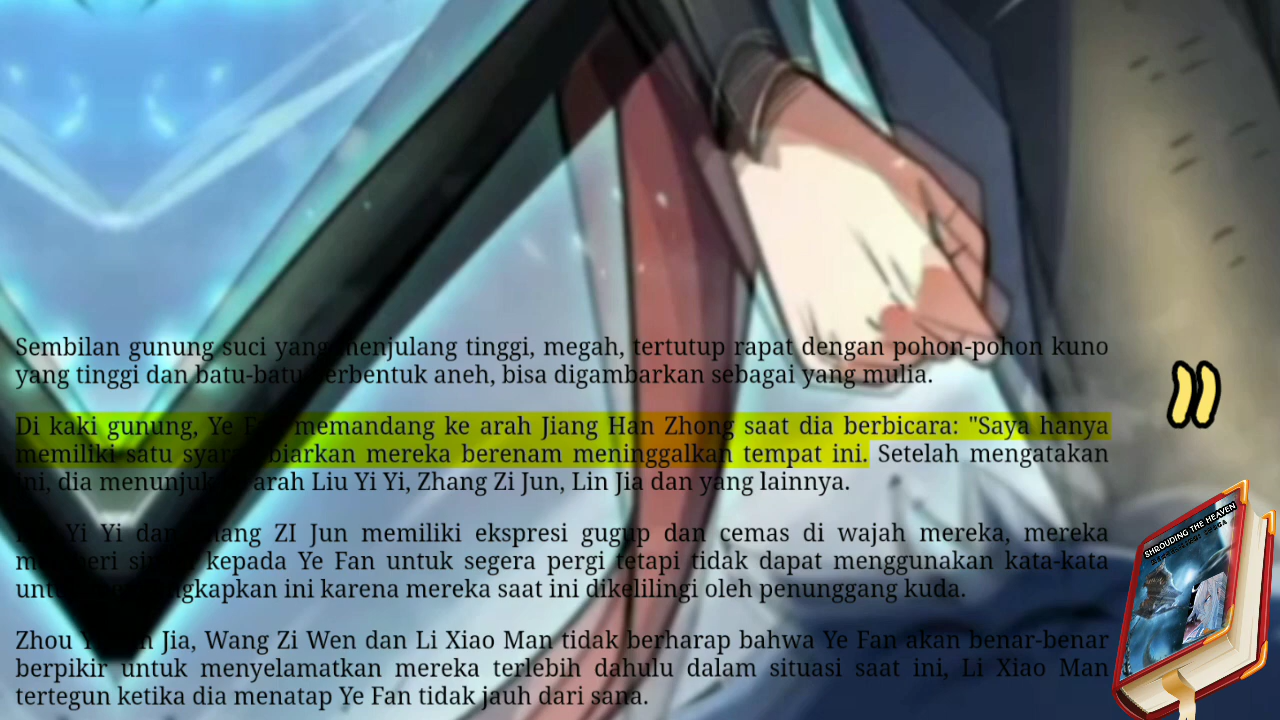 Sembilan gunung suci yang menjulang tinggi, megah, tertutup rapat dengan pohon-pohon kuno
yang tinggi dan batu-batu berbentuk aneh, bisa digambarkan sebagai yang mulia.
Di kaki gunung, Ye Fan memandang ke arah Jiang Han Zhong saat dia berbicara: "Saya hanya
memiliki satu syarat, biarkan mereka berenam meninggalkan tempat ini. Setelah mengatakan
ini, dia menunjuk ke arah Liu Yi Yi, Zhang Zi Jun, Lin Jia dan yang lainnya.
Liu Yi Yi dan Zhang ZI Jun memiliki ekspresi gugup dan cemas di wajah mereka, mereka
memberi sinyal kepada Ye Fan untuk segera pergi tetapi tidak dapat menggunakan kata-kata
untuk mengungkapkan ini karena mereka saat ini dikelilingi oleh penunggang kuda.
Zhou Yi, Lin Jia, Wang Zi Wen dan Li Xiao Man tidak berharap bahwa Ye Fan akan benar-benar
berpikir untuk menyelamatkan mereka terlebih dahulu dalam situasi saat ini, Li Xiao Man
tertegun ketika dia menatap Ye Fan tidak jauh dari sana.
SHROUDING THE HEAVEN